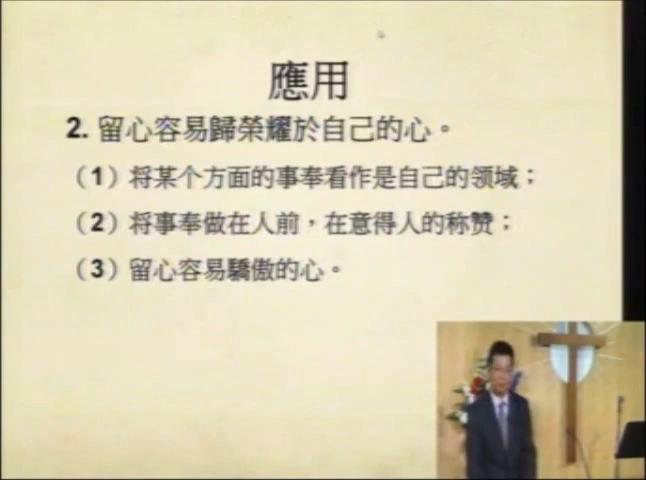 應用
2. 留心容易歸榮耀於自己的心。
（1）将某个方面的事奉看作是自己的领域；
（2）将事奉做在人前，在意得人的称赞；
（3）留心容易驕傲的心。